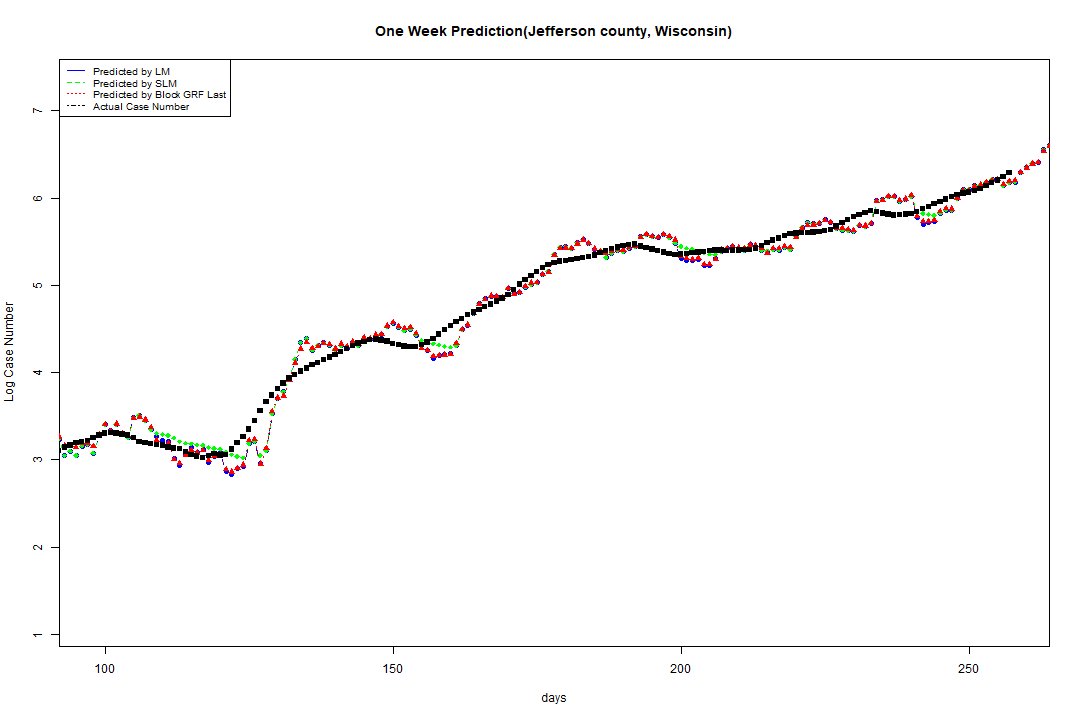 One Week Prediction(Jefferson county, Wisconsin)
Predicted by LM
Predicted by SLM
Predicted by Block GRF Last
Actual Case Number
7
6
5
4
3
2
1
Log Case Number
100 150 200 250
days